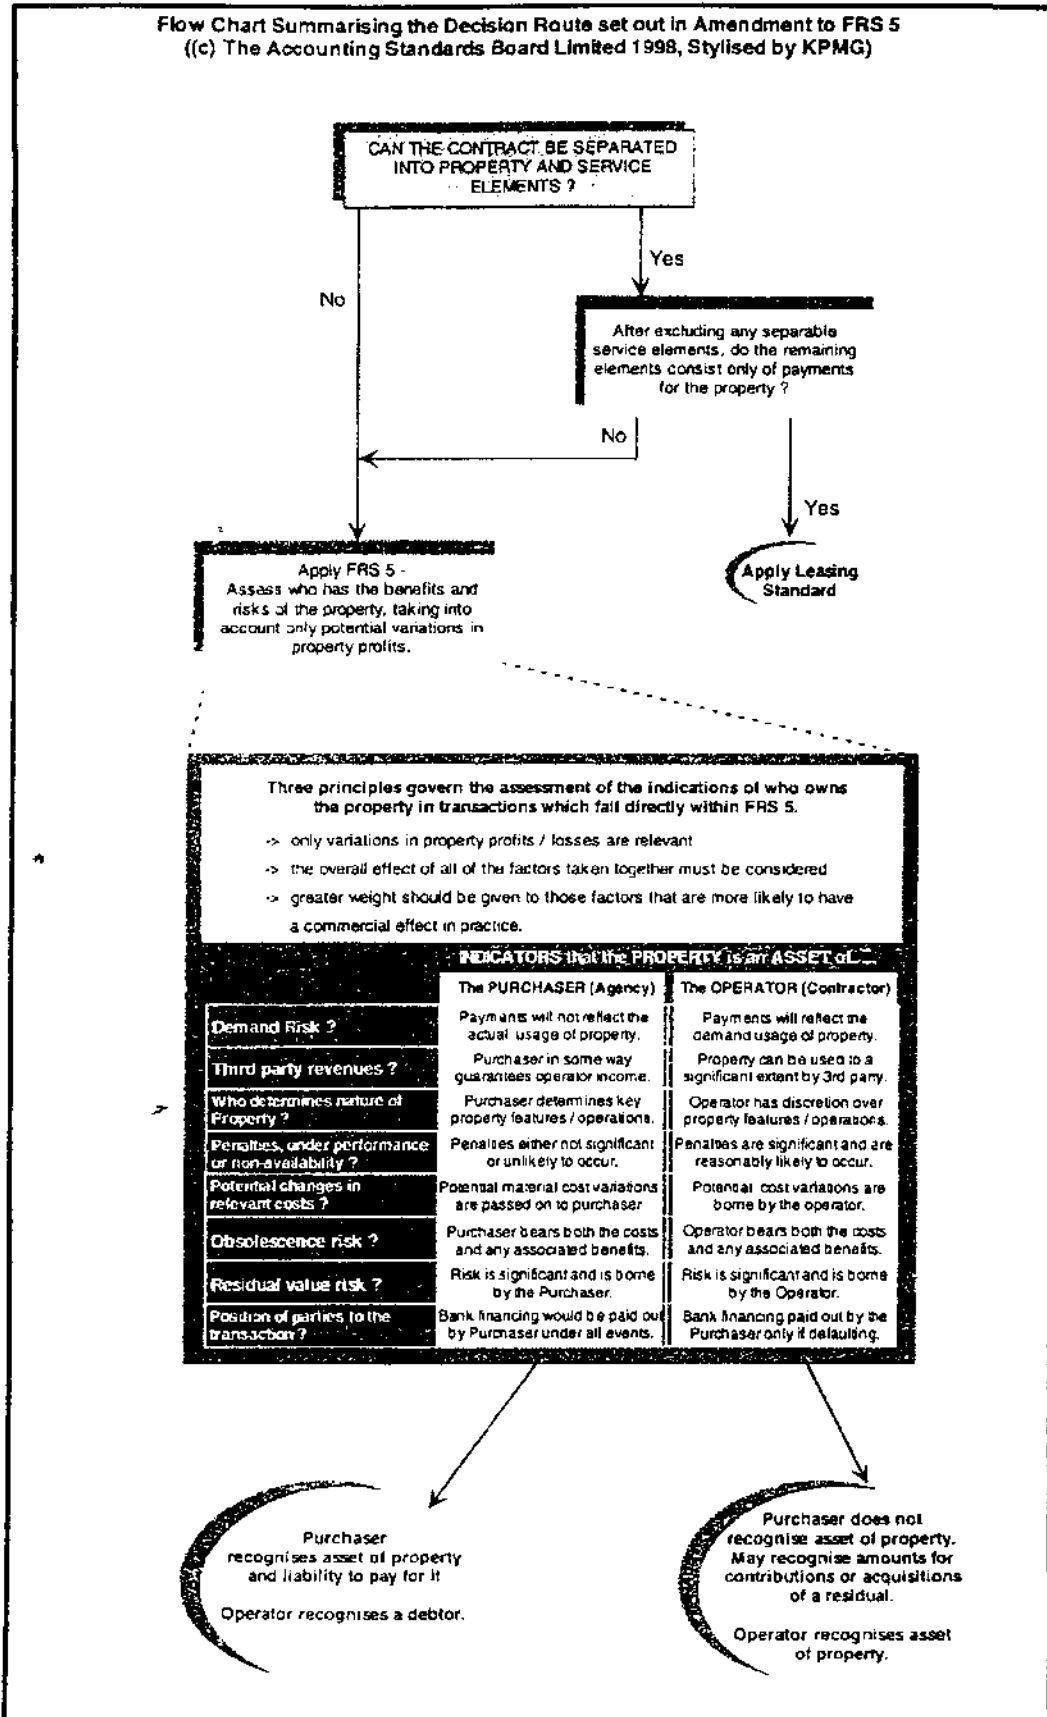 Flow Chart Summarising the Decision Route set out in Amendment to FRS 5
((c) The Accounting Standards Board Limited 1998, Stylised by KPMG)
CAN THE CONTRACT BE SEPARATED
INTO PROPERTY AND SERVICE
ELEMENTS ?
Yes
No
After excluding any separable
service elements, do the remaining
elements consist only of payments
for the property ?
No
Yes
Apply Leasing
Standard
Apply FRS 5 -
Assess who has the benefits and
risks of the property, taking into
account only potential variations in
property profits.
Three principles govern the assessment of the indications of who owns
the property in transactions which fall directly within FRS 5.
-> only variations in property profits / losses are relevant
-> the overall effect of all of the factors taken together must be considered
-> greater weight should be given to those factors that are more likely to have
a commercial effect in practice.
INDICATORS that the PROPERTY is an ASSET of...
The PURCHASER (Agency) The OPERATOR (Contractor)
Demand Risk ?
Payments will not reflect the
actual usage of property.
Payments will reflect the
demand usage of property.
Third party revenues ?
Purchaser in some way
guarantees operator income.
Property can be used to a
significant extent by 3rd party.
Who determines nature of
Property ?
Purchaser determines key
property features / operations.
Operator has discretion over
property features / operations.
Penalties, under performance
or non-availability ?
Penalties either not significant
or unlikely to occur.
Penalties are significant and are
reasonably likely to occur.
Potential changes in
relevant costs ?
Potential material cost variations
are passed on to purchaser
Potential cost variations are
borne by the operator.
Obsolescence risk ?
Purchaser bears both the costs
and any associated benefits.
Operator bears both the costs
and any associated benefits.
Residual value risk ?
Risk is significant and is borne
by the Purchaser.
Risk is significant and is borne
by the Operator.
Position of parties to the
transaction ?
Bank financing would be paid out
by Purchaser under all events.
Bank financing paid out by the
Purchaser only if defaulting.
Purchaser
recognises asset of property
and liability to pay for it
Operator recognises a debtor.
Purchaser does not
recognise asset of property.
May recognise amounts for
contributions or acquisitions
of a residual.
Operator recognises asset
of property.